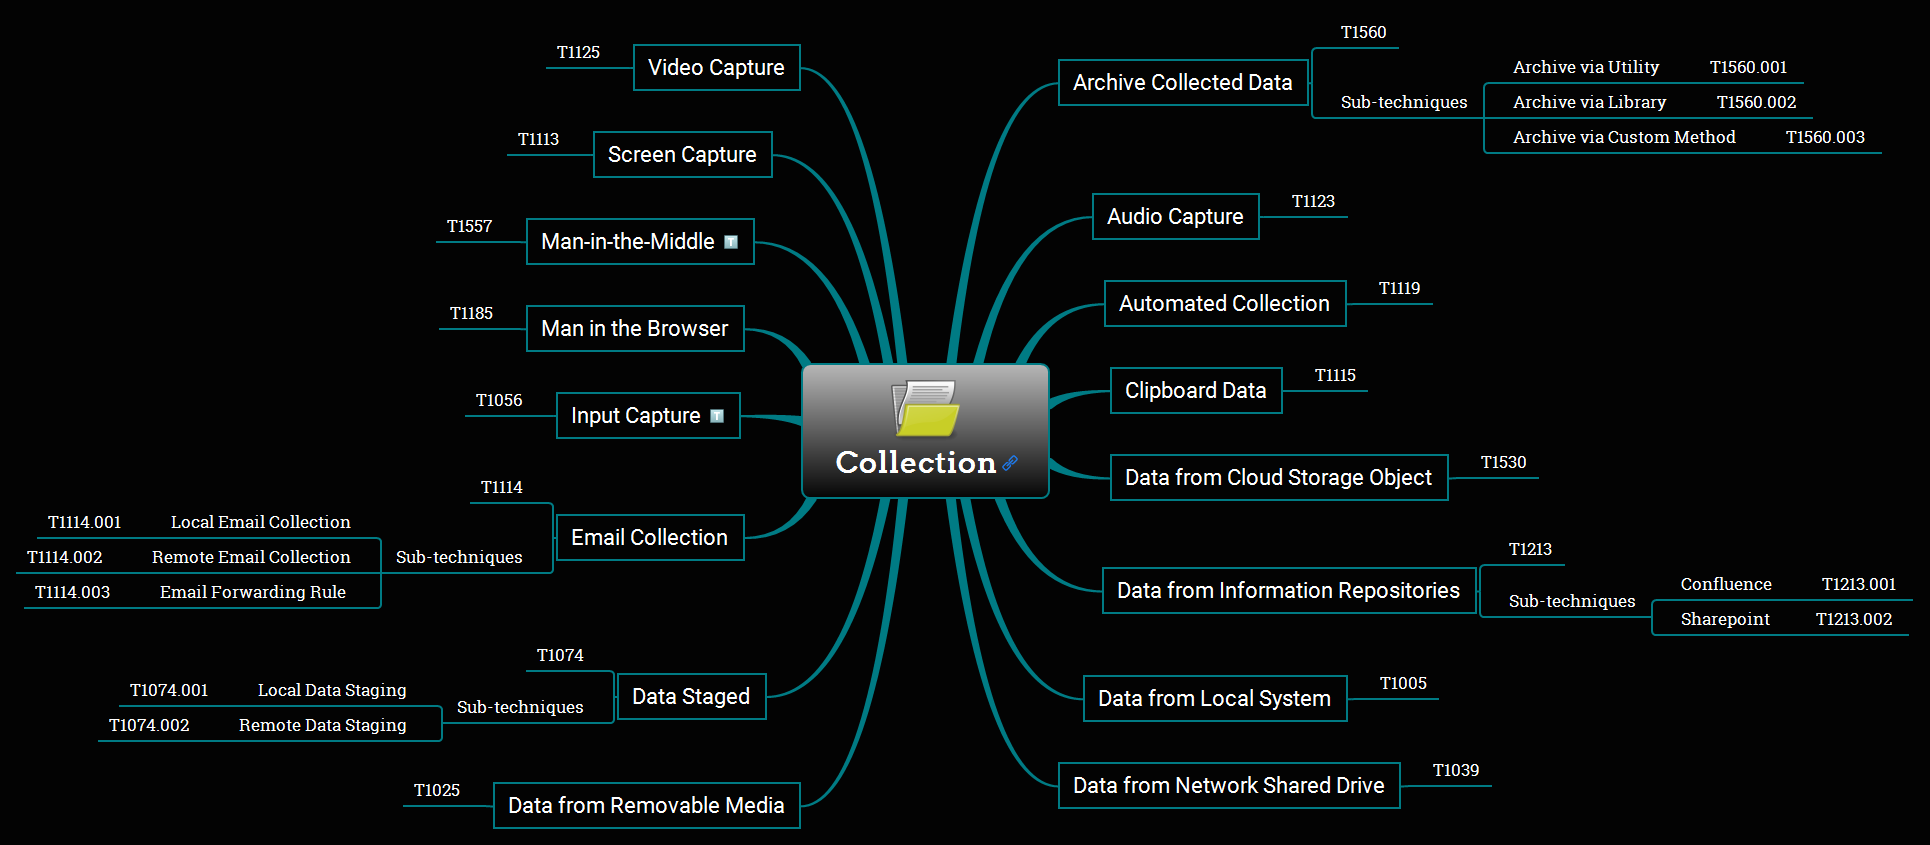 Collection
Video Capture
T1125
Screen Capture
T1113
Man-in-the-Middle T
T1557
Man in the Browser
T1185
Input Capture T
T1056
Email Collection
T1114
Sub-techniques
Local Email Collection
T1114.001
Remote Email Collection
T1114.002
Email Forwarding Rule
T1114.003
Data Staged
T1074
Sub-techniques
Local Data Staging
T1074.001
Remote Data Staging
T1074.002
Data from Removable Media
T1025
Archive Collected Data
T1560
Sub-techniques
Archive via Utility
T1560.001
Archive via Library
T1560.002
Archive via Custom Method
T1560.003
Audio Capture
T1123
Automated Collection
T1119
Clipboard Data
T1115
Data from Cloud Storage Object
T1530
Data from Information Repositories
T1213
Sub-techniques
Confluence
T1213.001
Sharepoint
T1213.002
Data from Local System
T1005
Data from Network Shared Drive
T1039